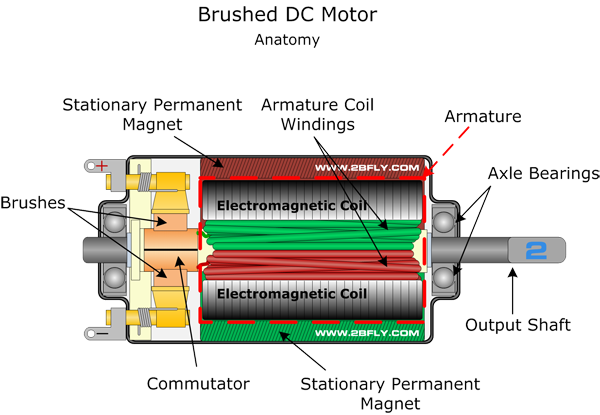 Brushed DC Motor
Anatomy
Stationary Permanent
Magnet
Armature Coil
Windings
Armature
Axle Bearings
WWW.2BFLY.COM
+
Electromagnetic Coil
Brushes
2
Electromagnetic Coil
−
WWW.2BFLY.COM
Output Shaft
Commutator
Stationary Permanent
Magnet